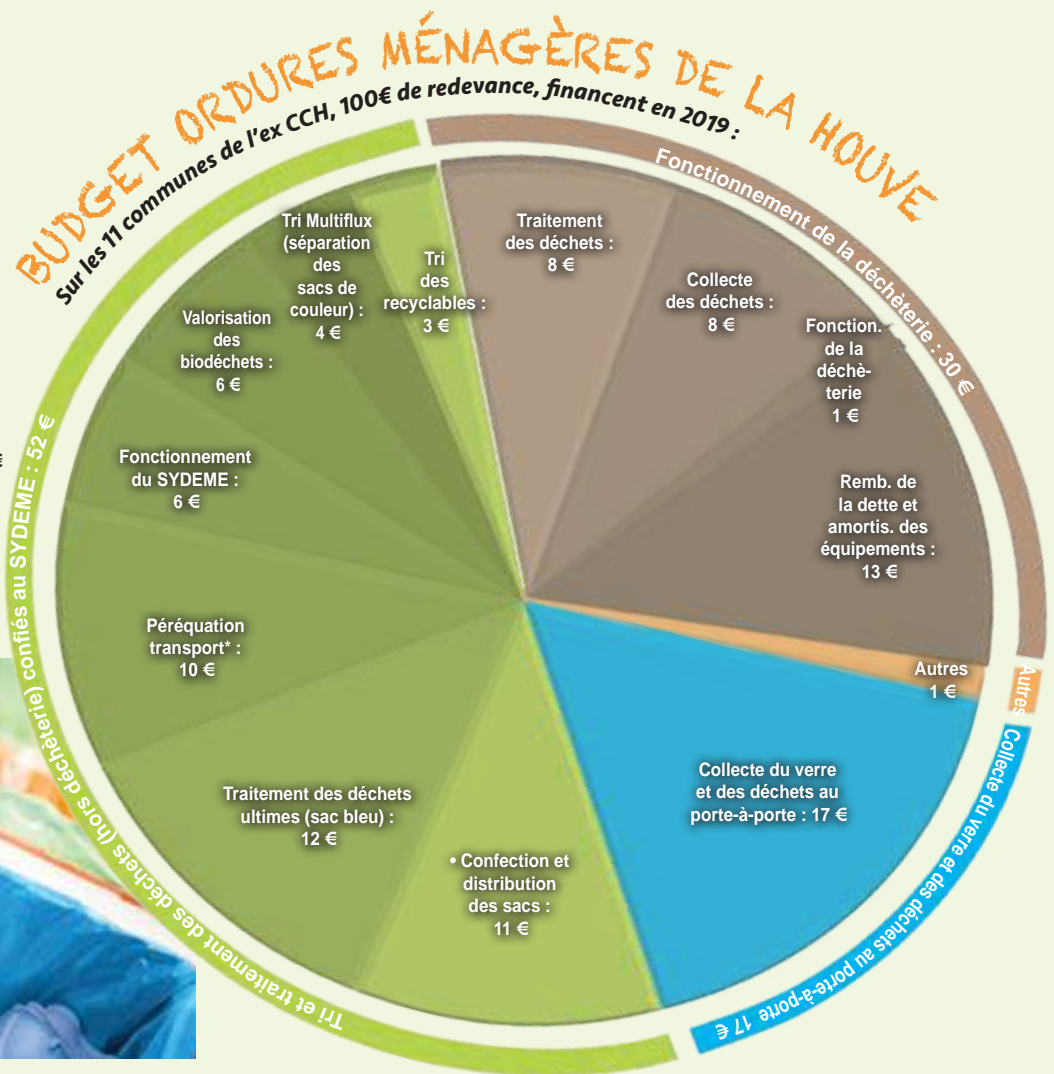 BUDGET ORDURES MÉNAGÈRES DE LA HOUVE
Sur les 11 communes de l'ex CCH, 100€ de redevance, financent en 2019 :
Fonctionnement de la déchèterie : 30 €
Traitement
des déchets :
8 €
Collecte
des déchets :
8 €
Fonction.
de la
déchè-
terie
1 €
Remb. de
la dette et
amortis. des
équipements :
13 €
Autres
Autres
1 €
Collecte du verre et des déchets au porte-à-porte 17 €
Collecte du verre
et des déchets au
porte-à-porte : 17 €
Tri et traitement des déchets (hors déchèterie) confiés au SYDEME : 52 €
• Confection et
distribution
des sacs :
11 €
Traitement des déchets
ultimes (sac bleu) :
12 €
Péréquation
transport* :
10 €
Fonctionnement
du SYDEME :
6 €
Valorisation
des
biodéchets :
6 €
Tri Multiflux
(séparation
des
sacs de
couleur) :
4 €
Tri
des
recyclables :
3 €